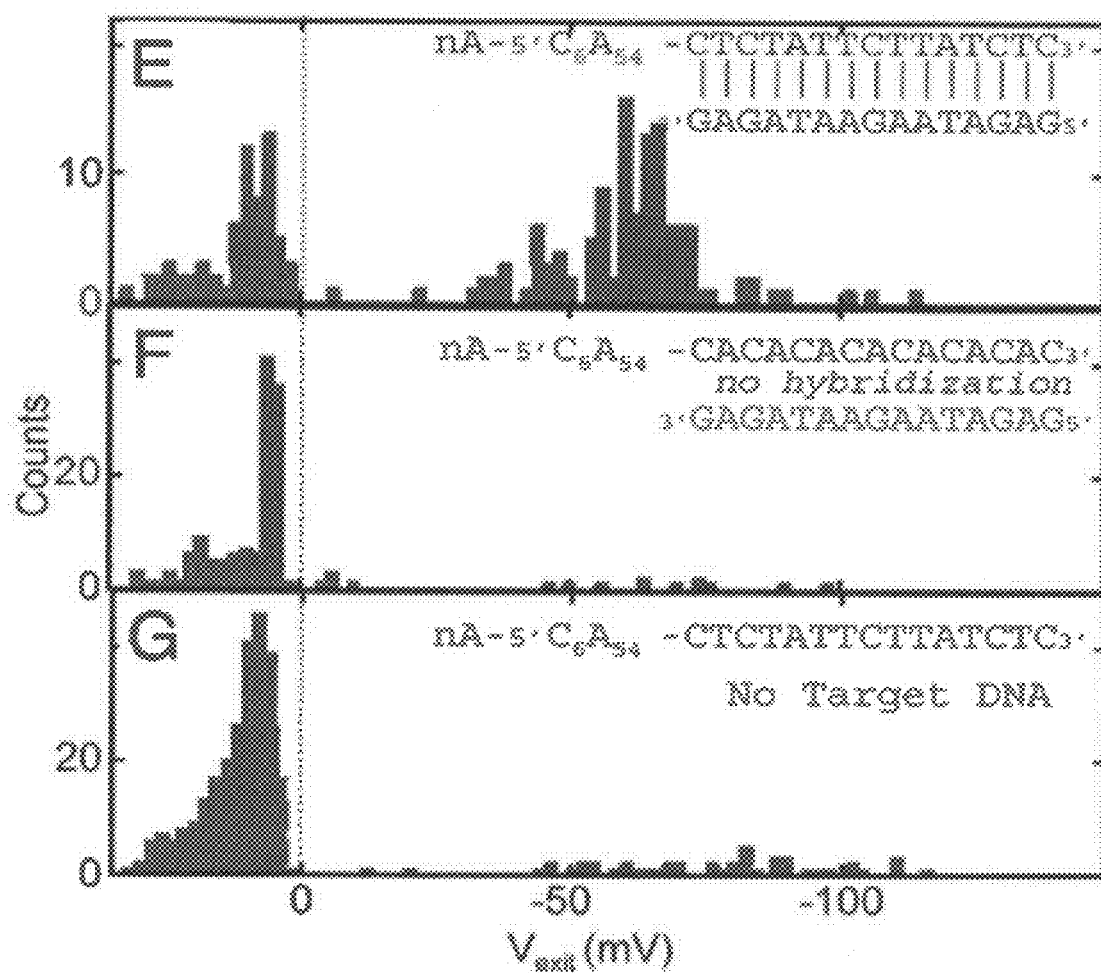 E
nA-5'C₆A₅₄ -CTCTATTCTTATCTC3'
'GAGATAAGAATAGAG5'
10
0
F
nA-5'C₆A₅₄ -CACACACACACACAC3'
no hybridization
3'GAGATAAGAATAGAG5'
Counts
20
0
G
nA-5'C₆A₅₄ -CTCTATTCTTATCTC3'
No Target DNA
20
0
0 -50 -100
Vexit (mV)